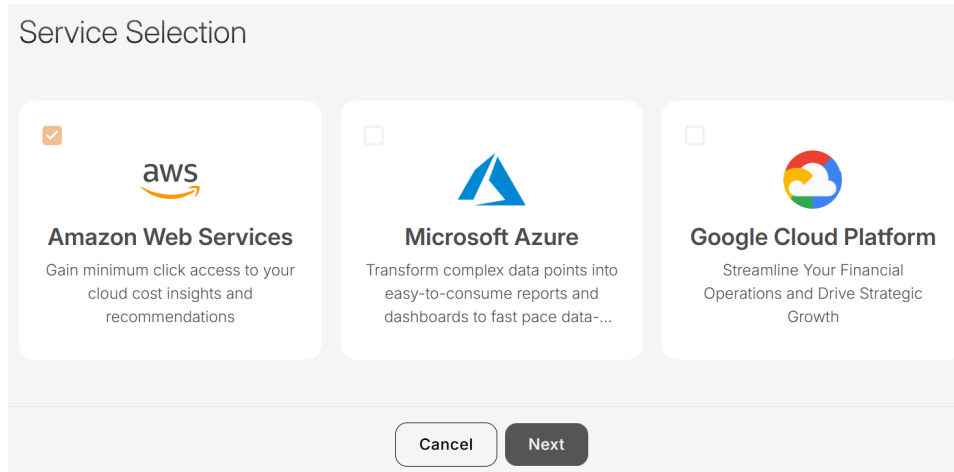 Service Selection
aws
Amazon Web Services
Gain minimum click access to your
cloud cost insights and
recommendations
Microsoft Azure
Transform complex data points into
easy-to-consume reports and
dashboards to fast pace data-...
Google Cloud Platform
Streamline Your Financial
Operations and Drive Strategic
Growth
Cancel
Next